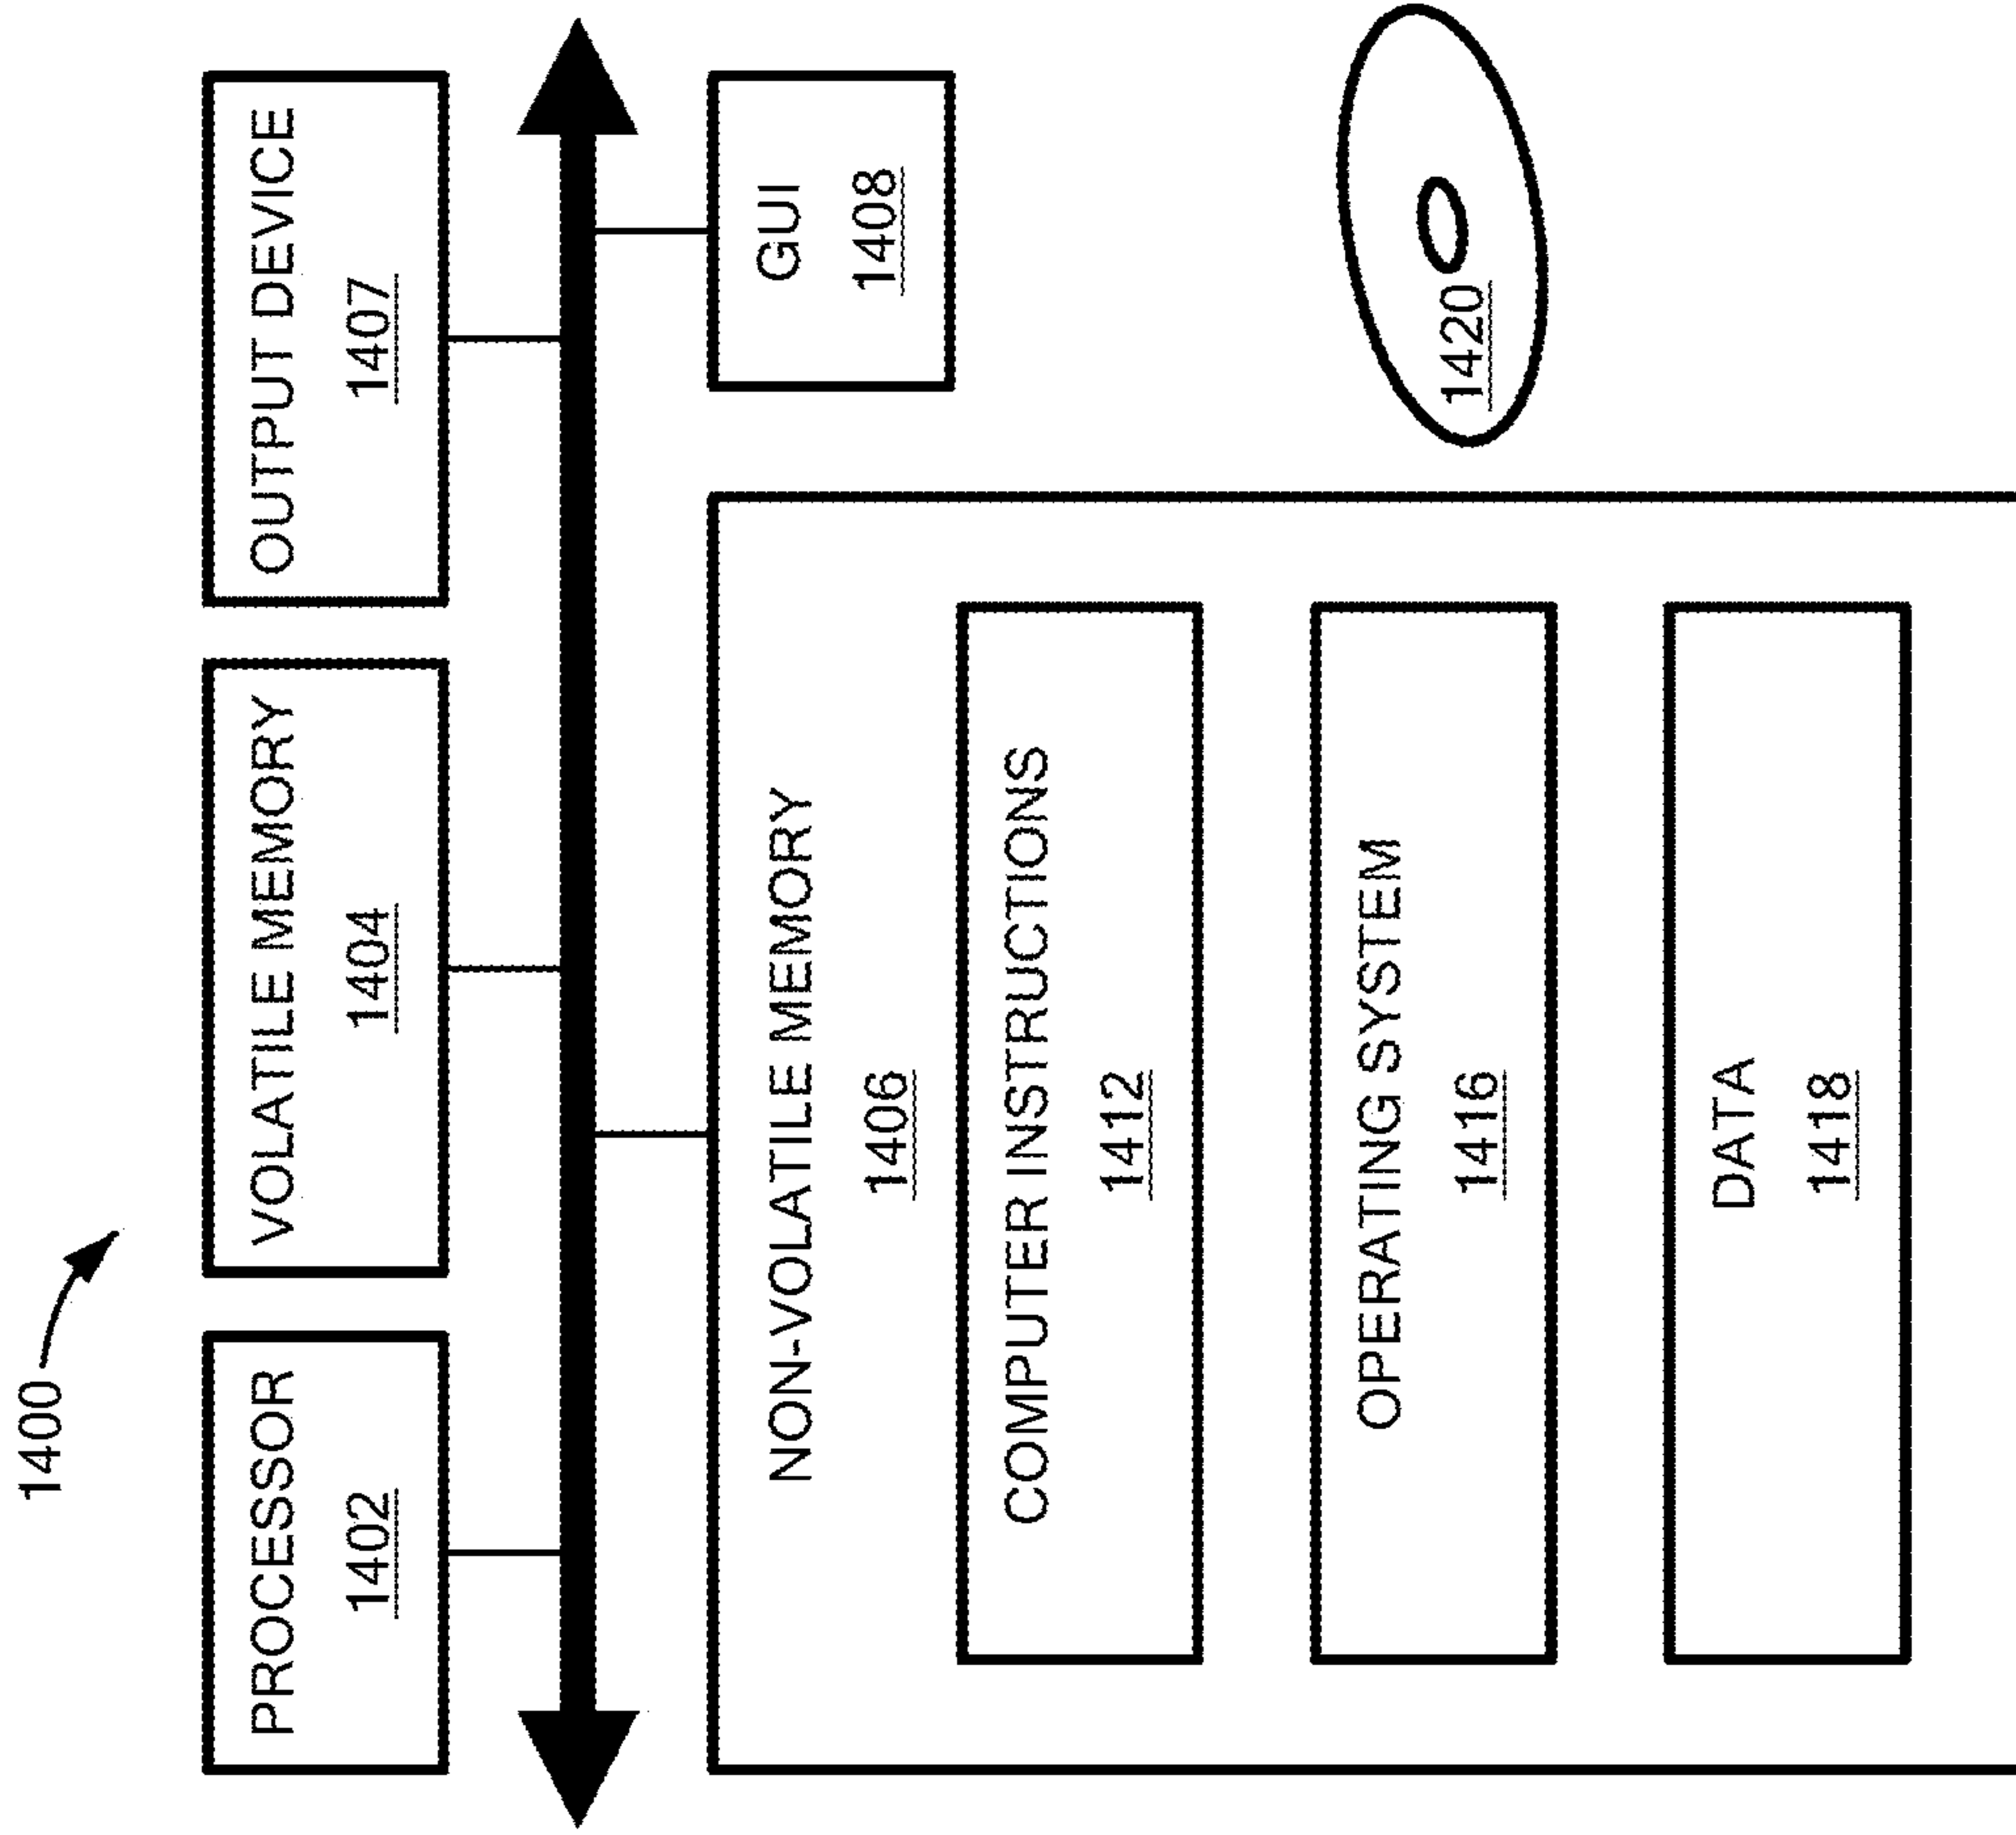 1400
PROCESSOR
1402
VOLATILE MEMORY
1404
OUTPUT DEVICE
1407
NON-VOLATILE MEMORY
1406
COMPUTER INSTRUCTIONS
1412
OPERATING SYSTEM
1416
DATA
1418
GUI
1408
1420